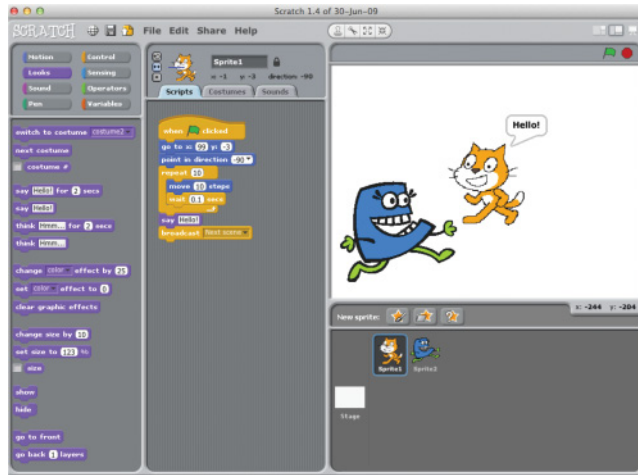 Scratch 1.4 of 30-Jun-09
SCRATCH File Edit Share Help
Motion Control
Looks Sensing
Sound Operators
Pen Variables
switch to costume costume2
next costume
costume #
say Hello! for 2 secs
say Hello!
think Hmm... for 2 secs
think Hmm...
change color effect by 25
set color effect to 0
clear graphic effects
change size by 10
set size to 123 %
size
show
hide
go to front
go back 1 layers
Sprite1
x: -1 y: -3 direction: -90
Scripts Costumes Sounds
when clicked
go to x: 99 y: -3
point in direction -90
repeat 10
move 10 steps
wait 0.1 secs
say Hello!
broadcast Next scene
Hello!
x: -244 y: -204
New sprite:
Sprite1 Sprite2
Stage